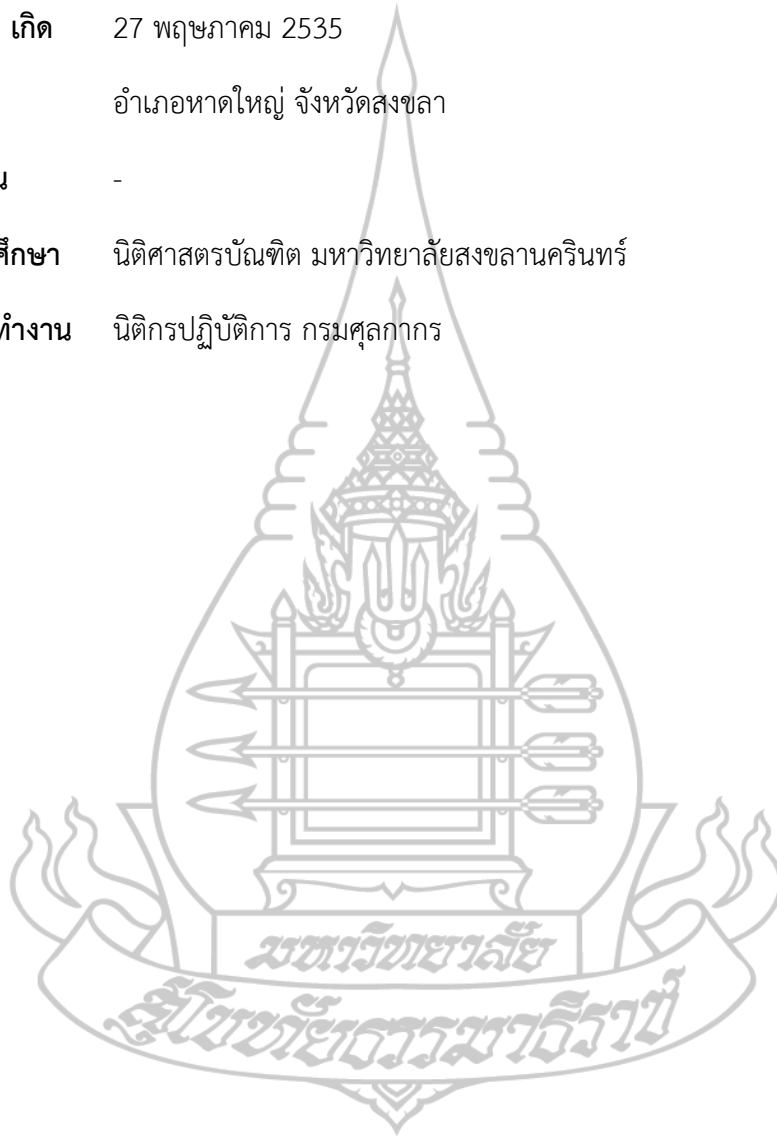 เกิด 27 พฤษภาคม 2535
อำเภอหาดใหญ่ จังหวัดสงขลา
น -
ศึกษา นิติศาสตรบัณฑิต มหาวิทยาลัยสงขลานครินทร์
ทำงาน นิติกรปฏิบัติการ กรมศุลกากร
มหาวิทยาลัย
สุโขทัยธรรมาธิราช